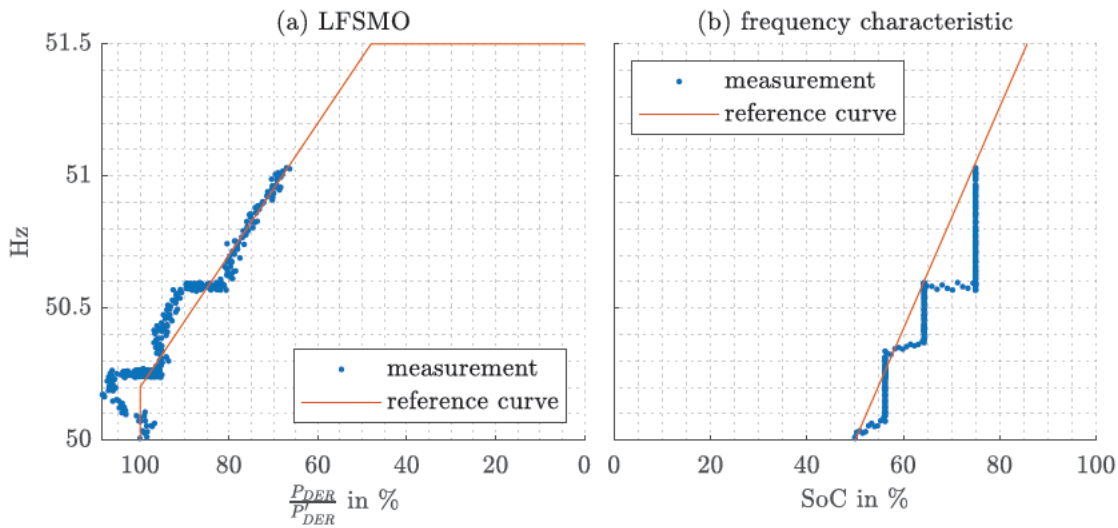 (a) LFSMO
(b) frequency characteristic
51.5
51
50.5
50
Hz
measurement
reference curve
measurement
reference curve
100 80 60 40 20 0
0 20 40 60 80 100
P_DER / P'_DER in %
SoC in %